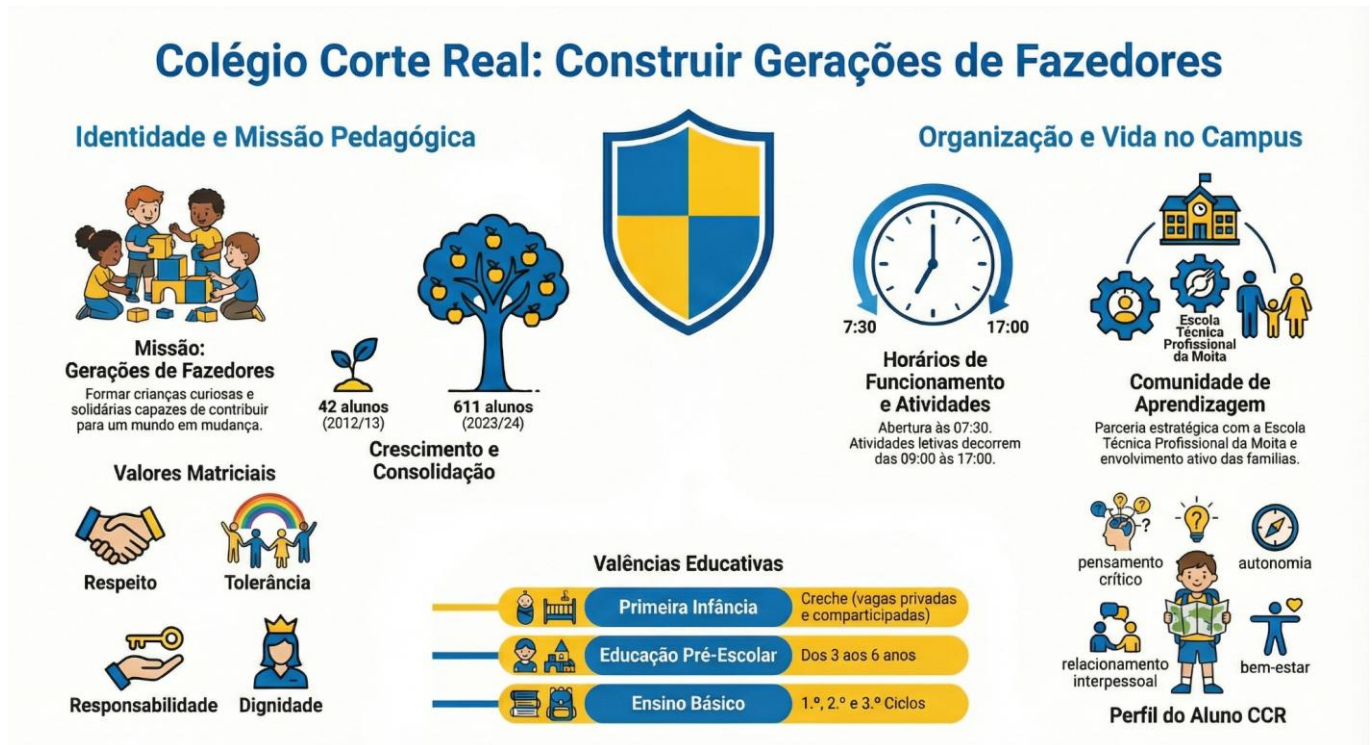 Colégio Corte Real: Construir Gerações de Fazedores
Identidade e Missão Pedagógica
Missão:
Gerações de Fazedores
Formar crianças curiosas e
solidárias capazes de contribuir
para um mundo em mudança.
42 alunos
(2012/13)
611 alunos
(2023/24)
Crescimento e
Consolidação
Valores Matriciais
Respeito
Tolerância
Responsabilidade
Dignidade
Valências Educativas
Primeira Infância
Creche (vagas privadas
e comparticipadas)
Educação Pré-Escolar
Dos 3 aos 6 anos
Ensino Básico
1.º, 2.º e 3.º Ciclos
Organização e Vida no Campus
7:30
17:00
Horários de
Funcionamento
e Atividades
Abertura às 07:30.
Atividades letivas decorrem
das 09:00 às 17:00.
Escola
Técnica
Profissional
da Moita
Comunidade de
Aprendizagem
Parceria estratégica com a Escola
Técnica Profissional da Moita e
envolvimento ativo das famílias.
? ? ?
?
pensamento
crítico
?
autonomia
relacionamento
interpessoal
bem-estar
Perfil do Aluno CCR